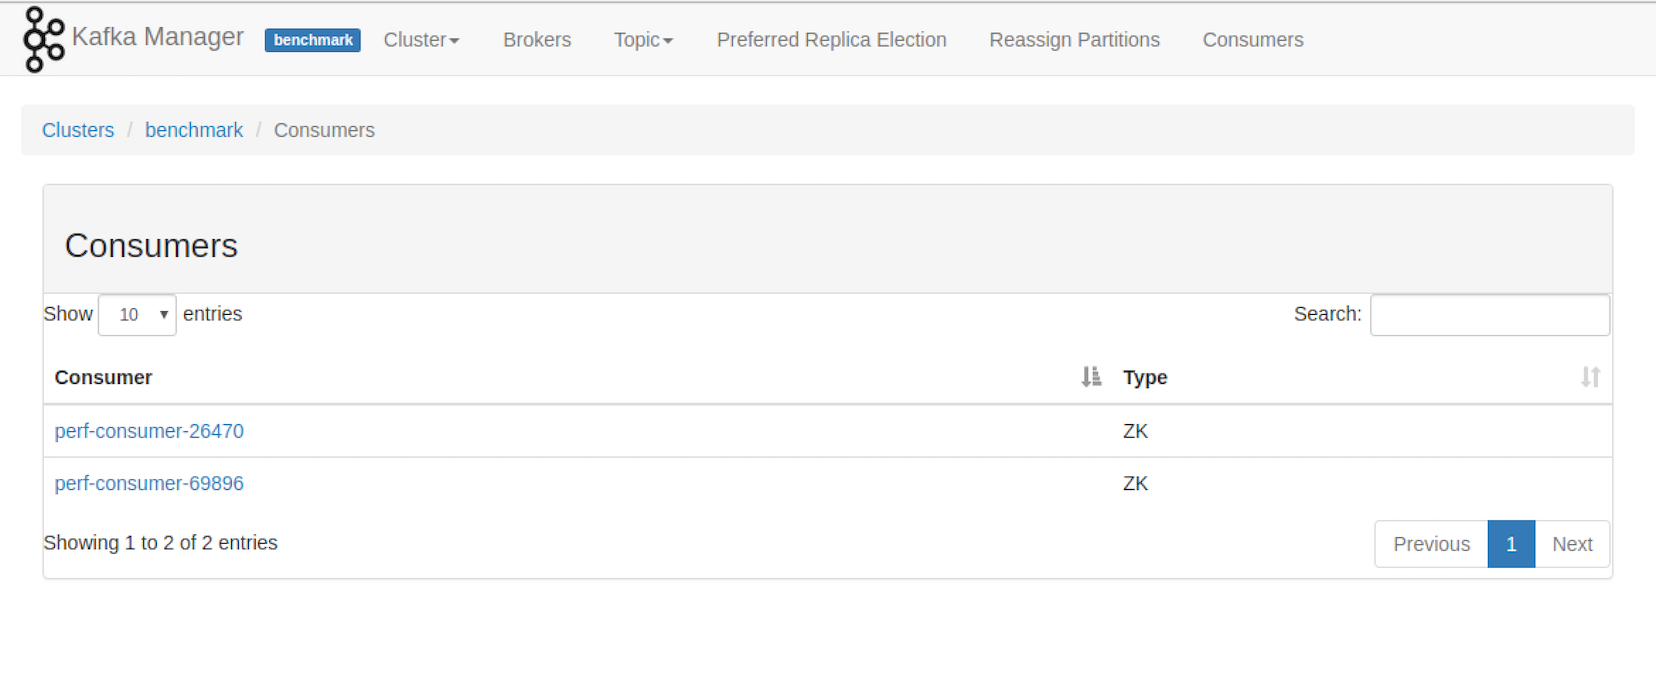 Kafka Manager benchmark Cluster Brokers Topic Preferred Replica Election Reassign Partitions Consumers
Clusters / benchmark / Consumers
Consumers
Show 10 entries Search:
Consumer Type
perf-consumer-26470 ZK
perf-consumer-69896 ZK
Showing 1 to 2 of 2 entries Previous 1 Next